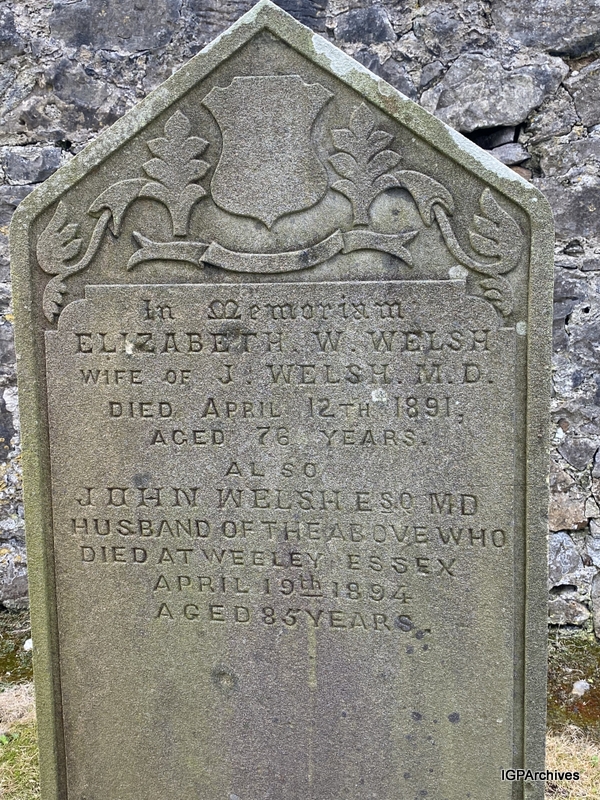 In Memoriam
ELIZABETH. W. WELSH
WIFE OF J. WELSH. M.D.
DIED APRIL 12TH 1891,
AGED 76 YEARS.
ALSO
JOHN WELSH ESQ MD
HUSBAND OF THE ABOVE WHO
DIED AT WEELEY ESSEX
APRIL 19th 1894
AGED 85 YEARS.
IGPArchives